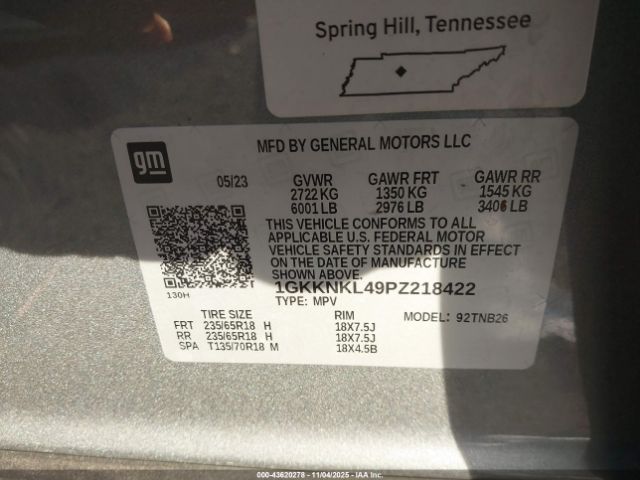 Spring Hill, Tennessee
gm
MFD BY GENERAL MOTORS LLC
05/23 GVWR GAWR FRT GAWR RR
2722 KG 1350 KG 1545 KG
6001 LB 2976 LB 3406 LB
THIS VEHICLE CONFORMS TO ALL
APPLICABLE U.S. FEDERAL MOTOR
VEHICLE SAFETY STANDARDS IN EFFECT
ON THE DATE OF MANUFACTURE
SHOWN ABOVE.
130H
1GKKNKL49PZ218422
TYPE: MPV
TIRE SIZE RIM MODEL: 92TNB26
FRT 235/65R18 H 18X7.5J
RR 235/65R18 H 18X7.5J
SPA T135/70R18 M 18X4.5B
000-43620278 - 11/04/2025 - IAAI.COM